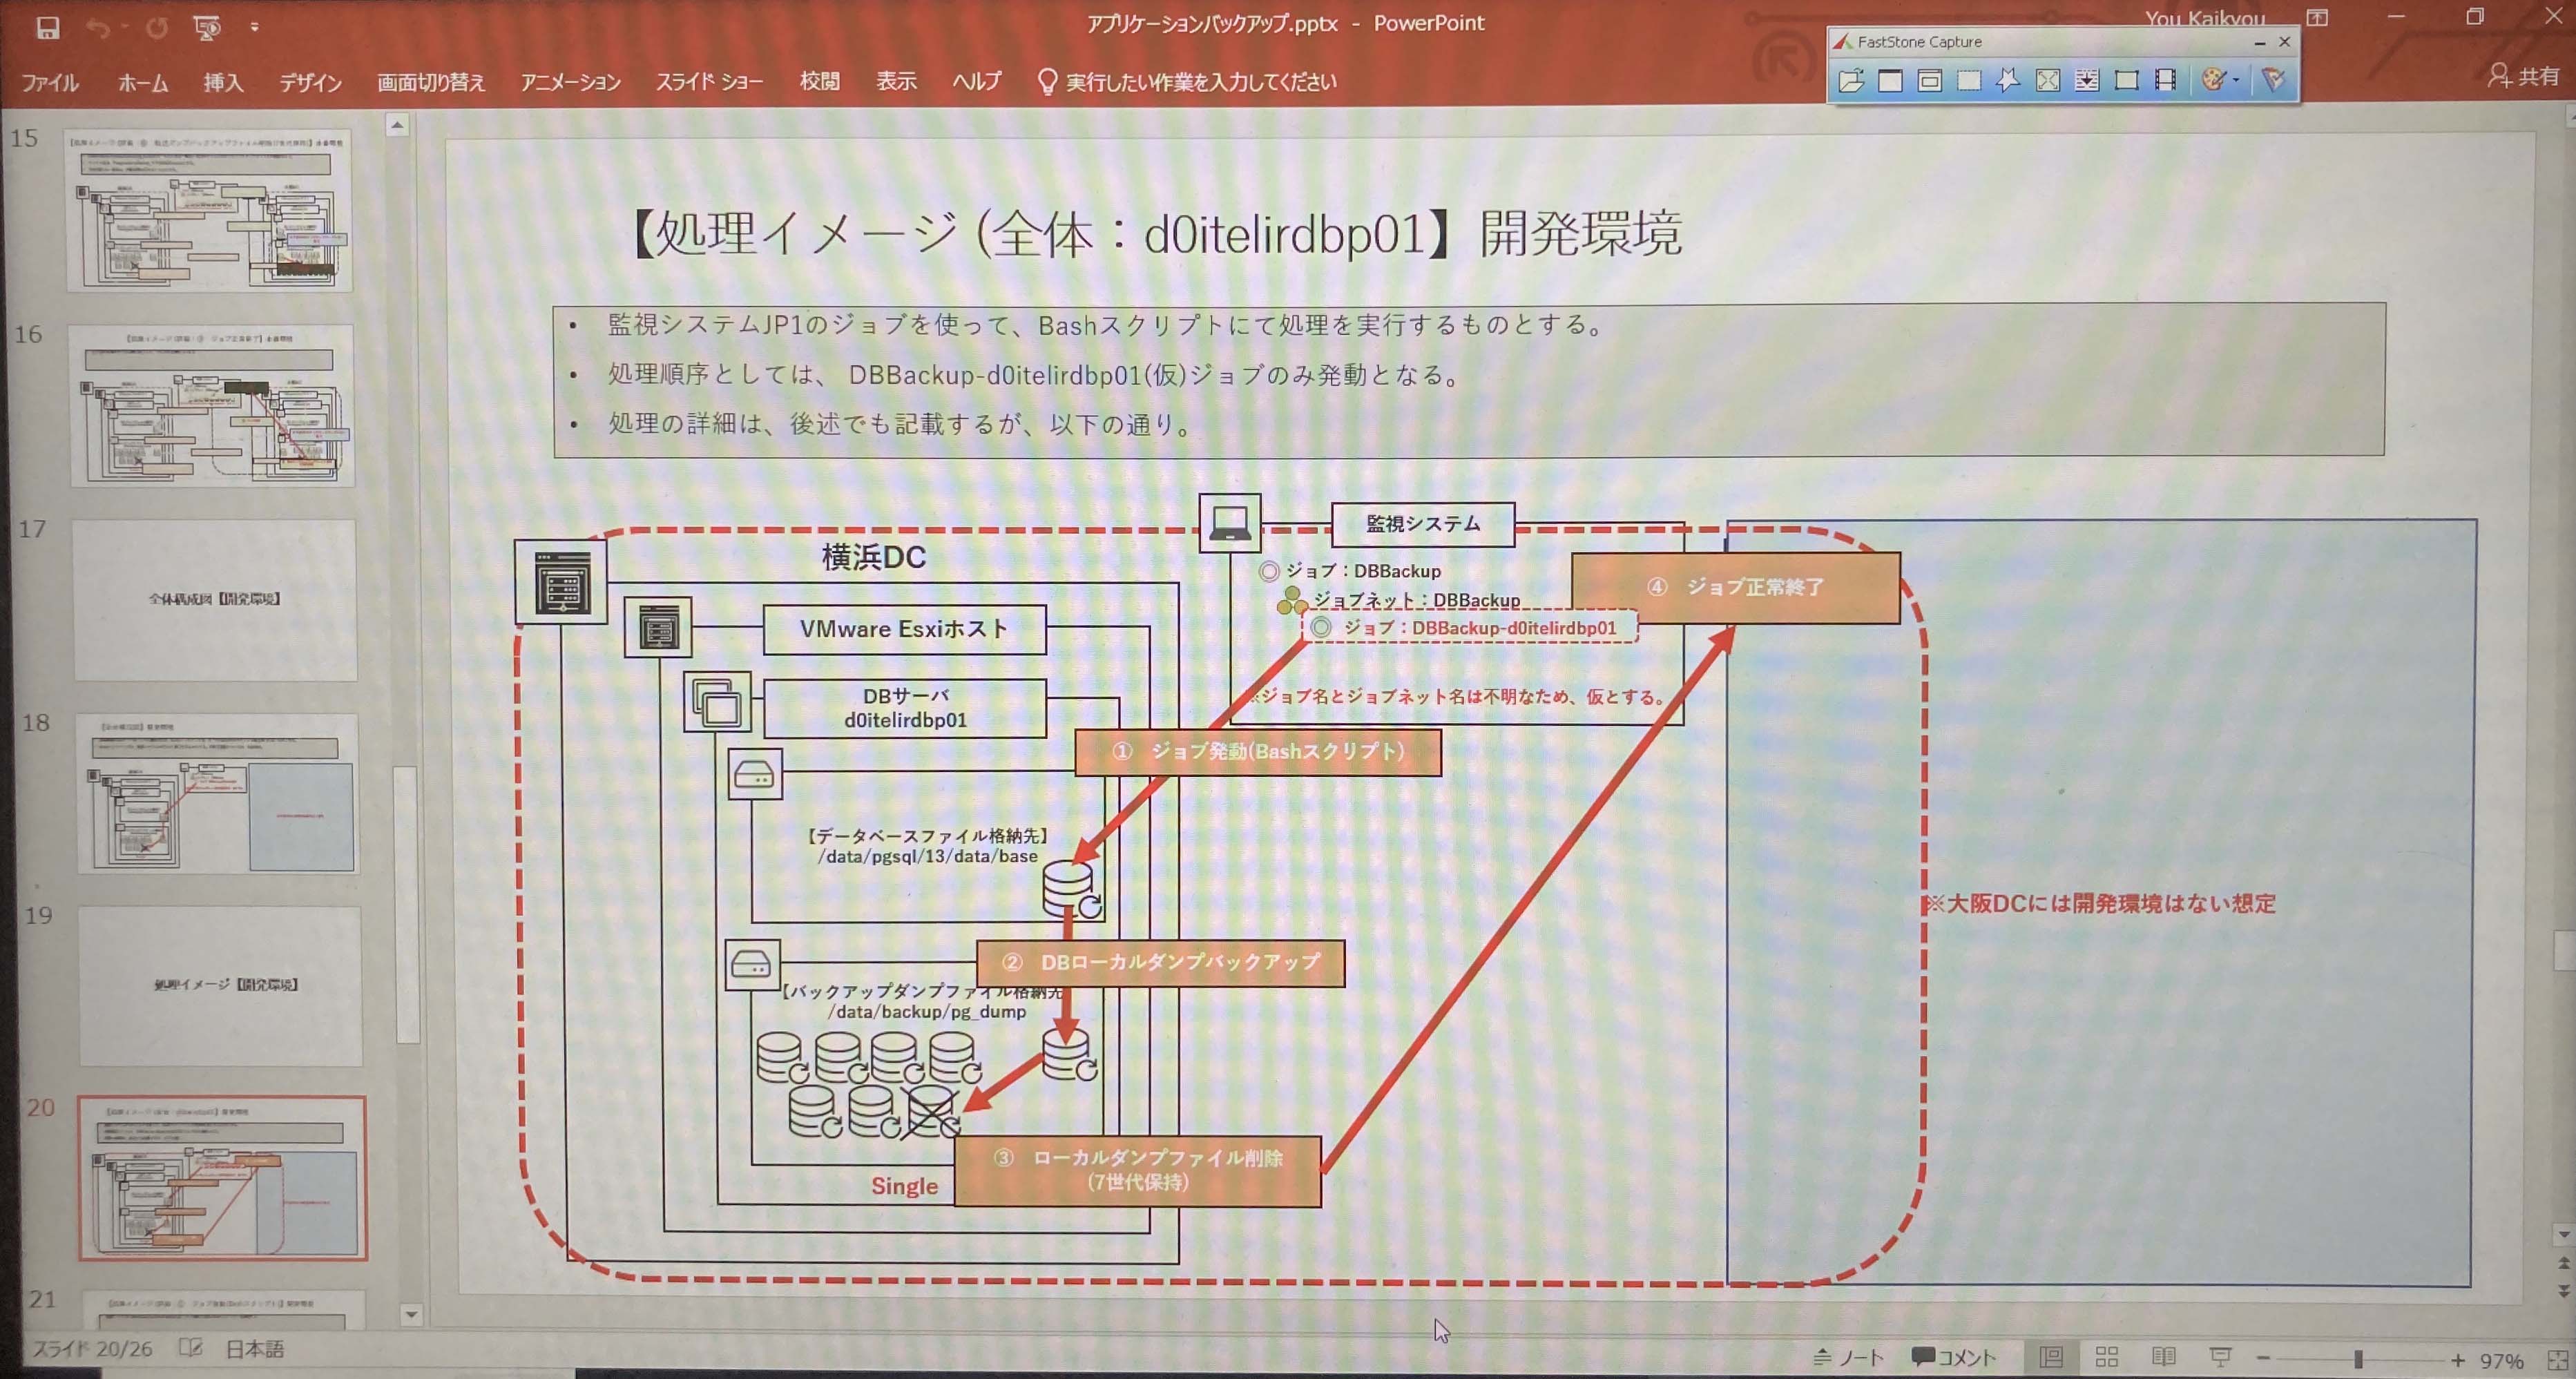 アプリケーションバックアップ.pptx - PowerPoint
You Kaikyou
FastStone Capture
ファイル ホーム 挿入 デザイン 画面切り替え アニメーション スライド ショー 校閲 表示 ヘルプ 実行したい作業を入力してください
共有
15
16
17
全体構成図【開発環境】
18
19
処理イメージ【開発環境】
20
21
【処理イメージ (全体：d0itelirdbp01】開発環境
• 監視システムJP1のジョブを使って、Bashスクリプトにて処理を実行するものとする。
• 処理順序としては、 DBBackup-d0itelirdbp01(仮)ジョブのみ発動となる。
• 処理の詳細は、後述でも記載するが、以下の通り。
監視システム
横浜DC
ジョブ：DBBackup
ジョブネット：DBBackup
ジョブ：DBBackup-d0itelirdbp01
④ ジョブ正常終了
VMware Esxiホスト
DBサーバ
d0itelirdbp01
※ジョブ名とジョブネット名は不明なため、仮とする。
① ジョブ発動(Bashスクリプト)
【データベースファイル格納先】
/data/pgsql/13/data/base
※大阪DCには開発環境はない想定
② DBローカルダンプバックアップ
【バックアップダンプファイル格納先
/data/backup/pg_dump
③ ローカルダンプファイル削除
(7世代保持)
Single
スライド 20/26 日本語
ノート コメント 97%